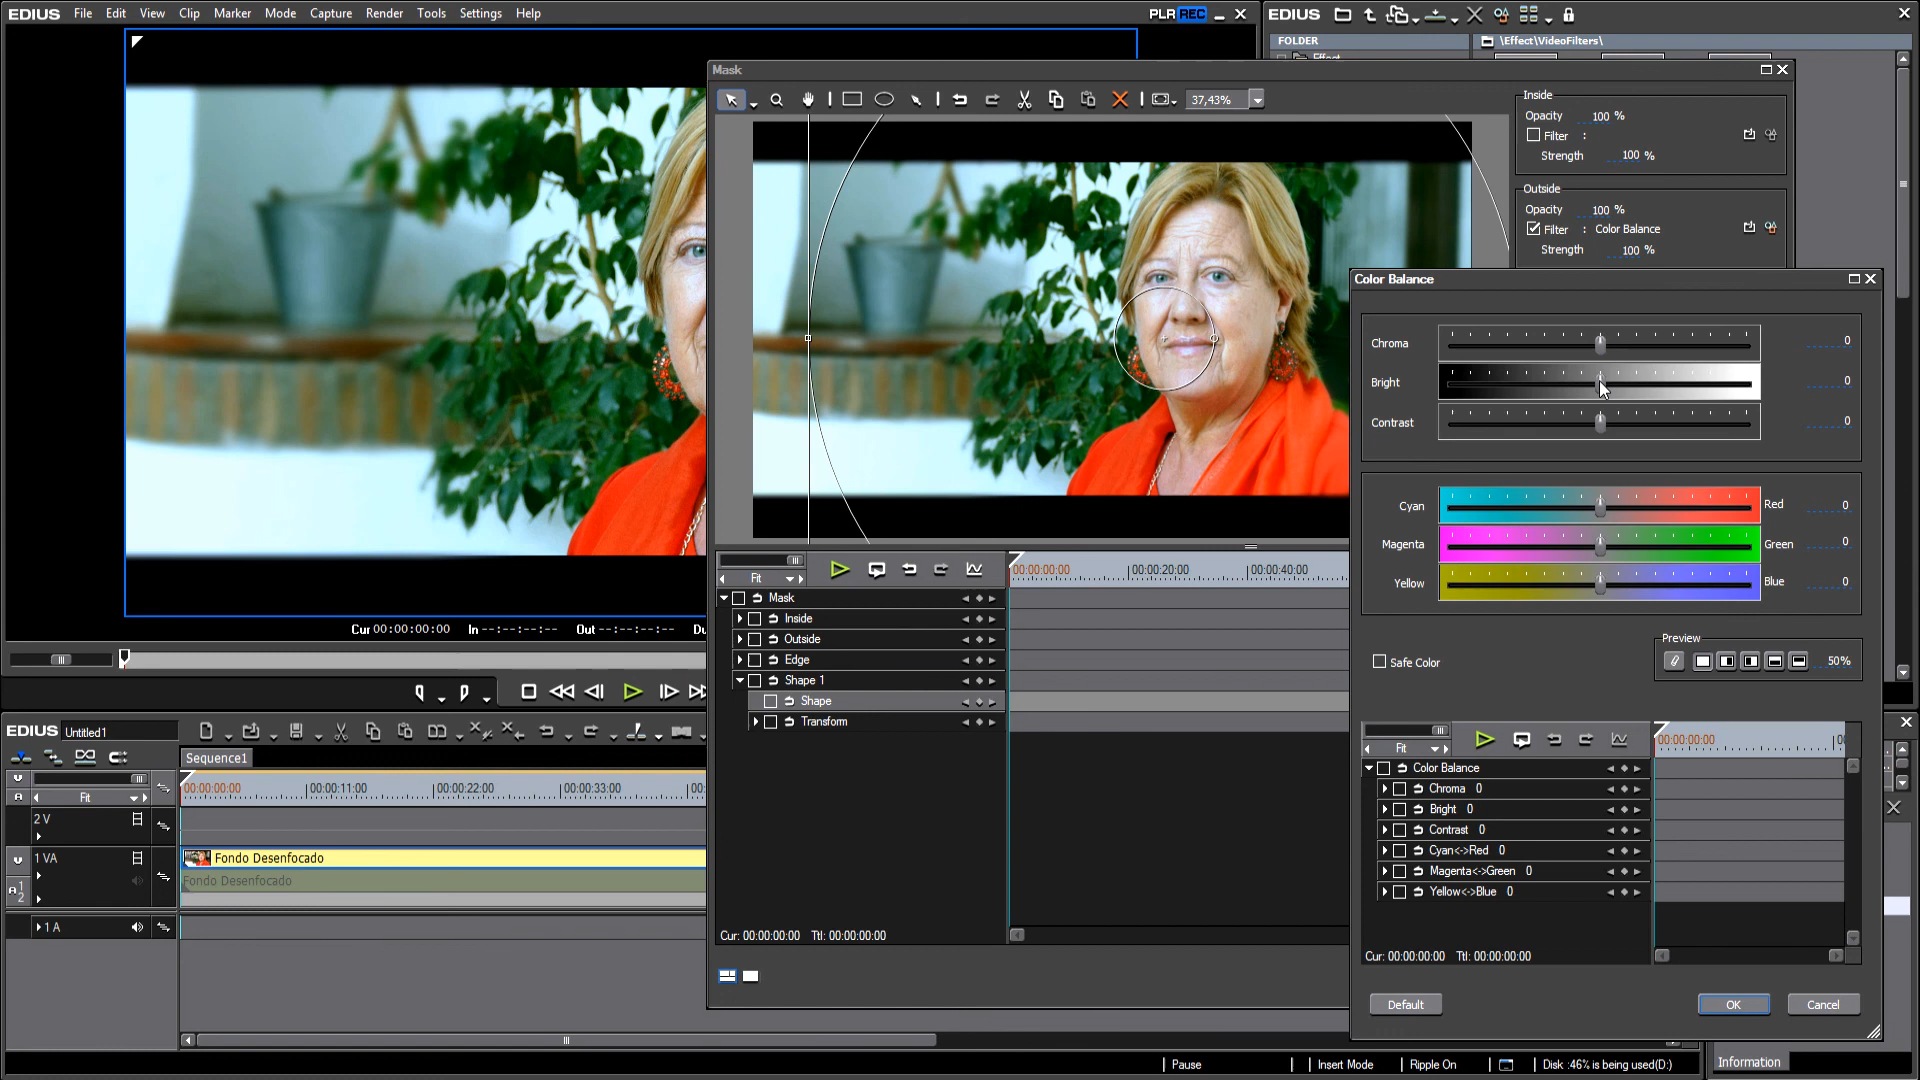 EDIUS File Edit View Clip Marker Mode Capture Render Tools Settings Help
PLR REC
EDIUS
FOLDER
\Effect\VideoFilters\
Mask
37,43%
Inside
Opacity 100 %
Filter :
Strength 100 %
Outside
Opacity 100 %
Filter : Color Balance
Strength 100 %
Color Balance
Chroma 0
Bright 0
Contrast 0
Cyan Red 0
Magenta Green 0
Yellow Blue 0
Safe Color
Preview
50%
Fit
00:00:00:00 00:00:20:00 00:00:40:00
Mask
Inside
Outside
Edge
Shape 1
Shape
Transform
Cur: 00:00:00:00 Ttl: 00:00:00:00
Fit
00:00:00:00
Color Balance
Chroma 0
Bright 0
Contrast 0
Cyan<->Red 0
Magenta<->Green 0
Yellow<->Blue 0
Cur: 00:00:00:00 Ttl: 00:00:00:00
Default
OK
Cancel
Cur 00:00:00:00 In --:--:--:-- Out --:--:--:--
EDIUS Untitled1
Sequence1
Fit
00:00:00:00 00:00:11:00 00:00:22:00 00:00:33:00
2 V
1 VA
Fondo Desenfocado
Fondo Desenfocado
A 1 2
1 A
Pause
Insert Mode
Ripple On
Disk :46% is being used(D:)
Information